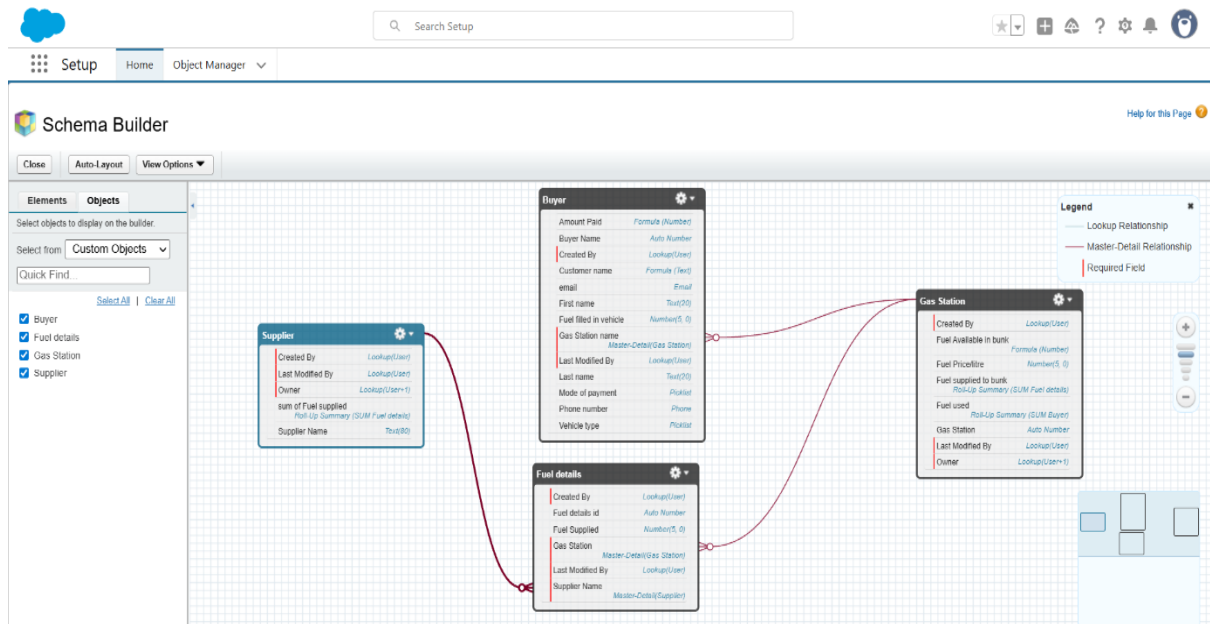 Search Setup
Setup Home Object Manager
Schema Builder
Help for this Page
Close Auto-Layout View Options
Elements Objects
Select objects to display on the builder.
Select from Custom Objects
Quick Find...
Select All | Clear All
Buyer
Fuel details
Gas Station
Supplier
Supplier
Created By Lookup(User)
Last Modified By Lookup(User)
Owner Lookup(User+1)
sum of Fuel supplied
Roll-Up Summary (SUM Fuel details)
Supplier Name Text(80)
Buyer
Amount Paid Formula (Number)
Buyer Name Auto Number
Created By Lookup(User)
Customer name Formula (Text)
email Email
First name Text(20)
Fuel filled in vehicle Number(5, 0)
Gas Station name
Master-Detail(Gas Station)
Last Modified By Lookup(User)
Last name Text(20)
Mode of payment Picklist
Phone number Phone
Vehicle type Picklist
Fuel details
Created By Lookup(User)
Fuel details id Auto Number
Fuel Supplied Number(5, 0)
Gas Station
Master-Detail(Gas Station)
Last Modified By Lookup(User)
Supplier Name
Master-Detail(Supplier)
Gas Station
Created By Lookup(User)
Fuel Available in bunk
Formula (Number)
Fuel Price/litre Number(5, 0)
Fuel supplied to bunk
Roll-Up Summary (SUM Fuel details)
Fuel used
Roll-Up Summary (SUM Buyer)
Gas Station Auto Number
Last Modified By Lookup(User)
Owner Lookup(User+1)
Legend
Lookup Relationship
Master-Detail Relationship
Required Field